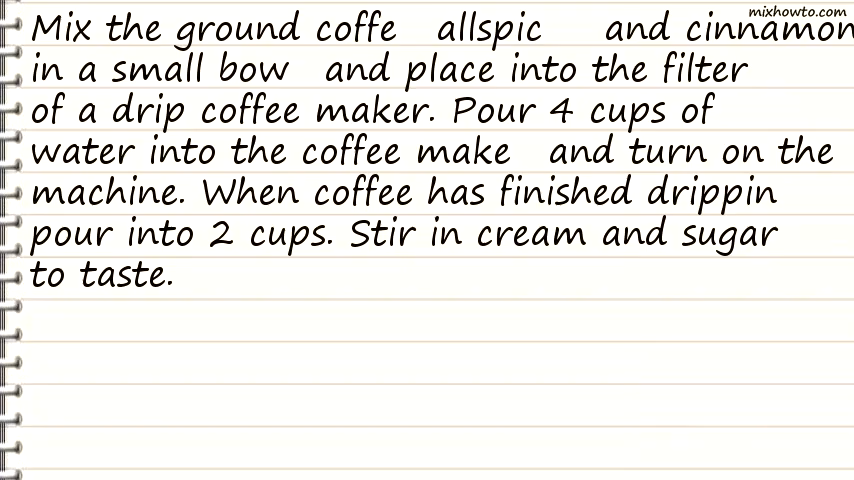 mixhowto.com
Mix the ground coffe allspic and cinnamon
in a small bow and place into the filter
of a drip coffee maker. Pour 4 cups of
water into the coffee make and turn on the
machine. When coffee has finished drippin
pour into 2 cups. Stir in cream and sugar
to taste.